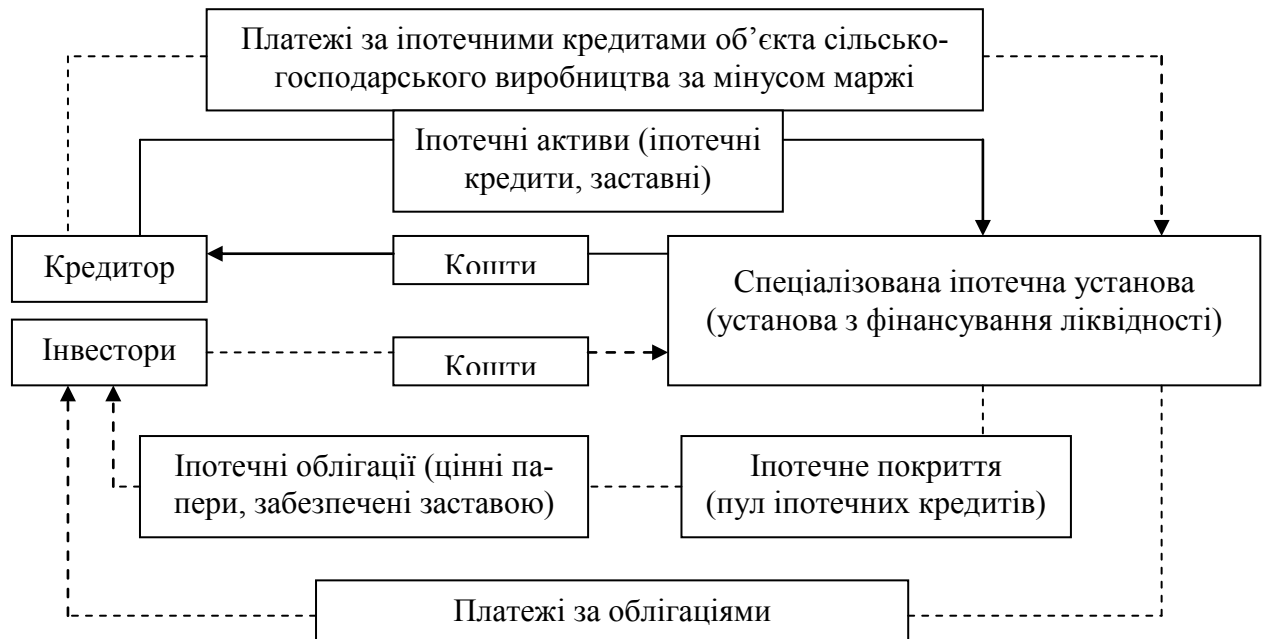 Платежі за іпотечними кредитами об’єкта сільсько-
господарського виробництва за мінусом маржі
Іпотечні активи (іпотечні
кредити, заставні)
Кредитор
Кошти
Спеціалізована іпотечна установа
(установа з фінансування ліквідності)
Інвестори
Кошти
Іпотечні облігації (цінні па-
пери, забезпечені заставою)
Іпотечне покриття
(пул іпотечних кредитів)
Платежі за облігаціями